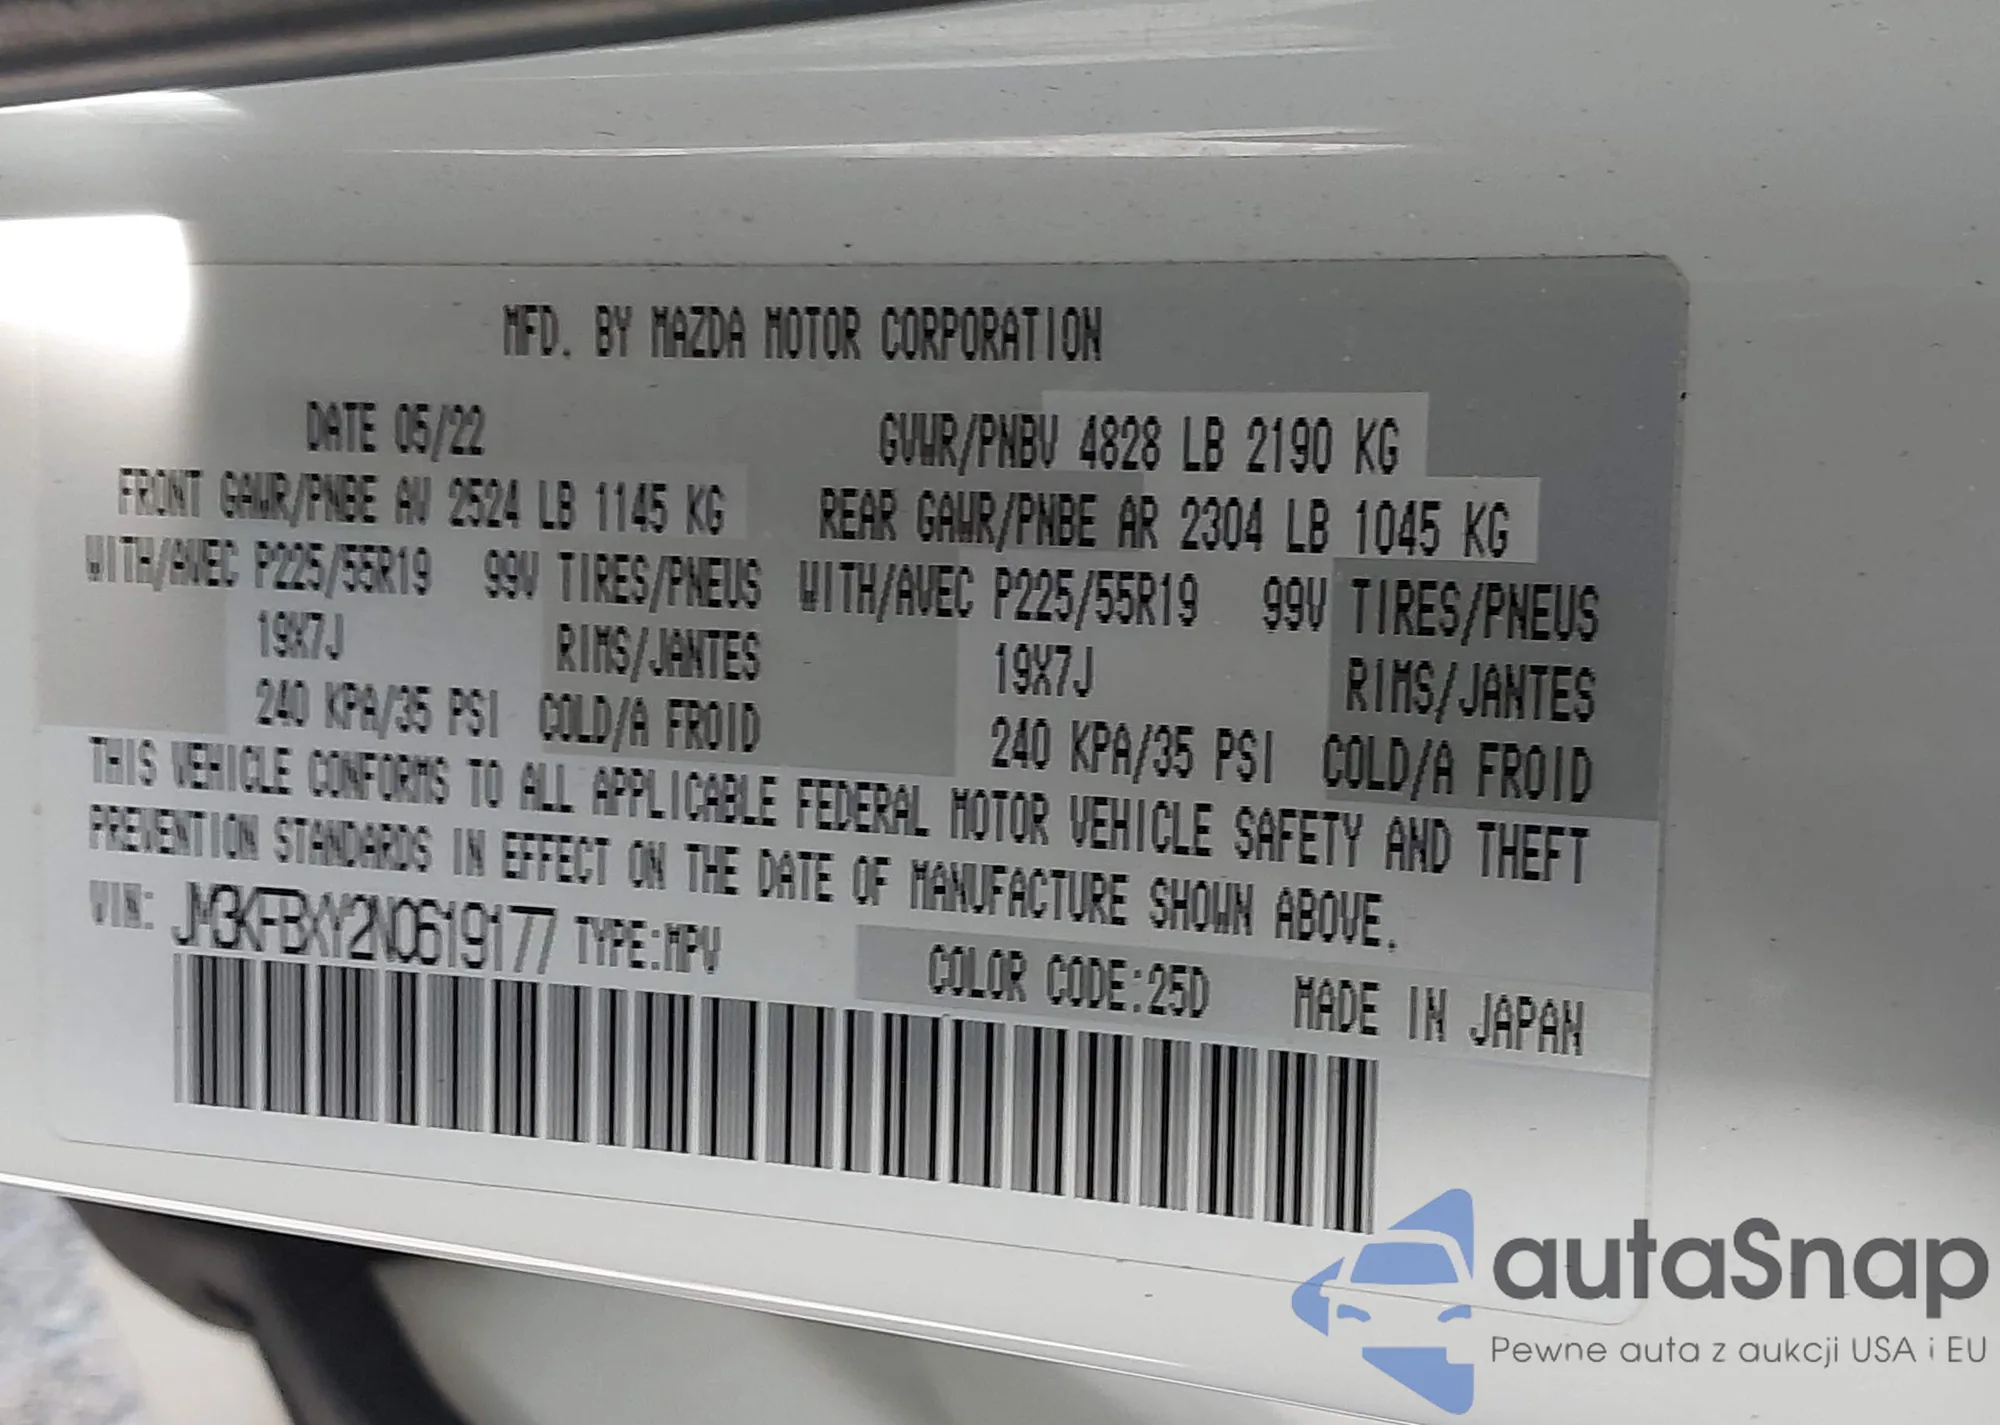 MFD. BY MAZDA MOTOR CORPORATION
DATE 05/22 GVWR/PNBV 4828 LB 2190 KG
FRONT GAWR/PNBE AV 2524 LB 1145 KG REAR GAWR/PNBE AR 2304 LB 1045 KG
WITH/AVEC P225/55R19 99V TIRES/PNEUS WITH/AVEC P225/55R19 99V TIRES/PNEUS
19X7J RIMS/JANTES 19X7J RIMS/JANTES
240 KPA/35 PSI COLD/A FROID 240 KPA/35 PSI COLD/A FROID
THIS VEHICLE CONFORMS TO ALL APPLICABLE FEDERAL MOTOR VEHICLE SAFETY AND THEFT
PREVENTION STANDARDS IN EFFECT ON THE DATE OF MANUFACTURE SHOWN ABOVE.
VIN: JM3KFBXY2N0619177 TYPE:MPV
COLOR CODE:25D MADE IN JAPAN
autaSnap
Pewne auta z aukcji USA i EU